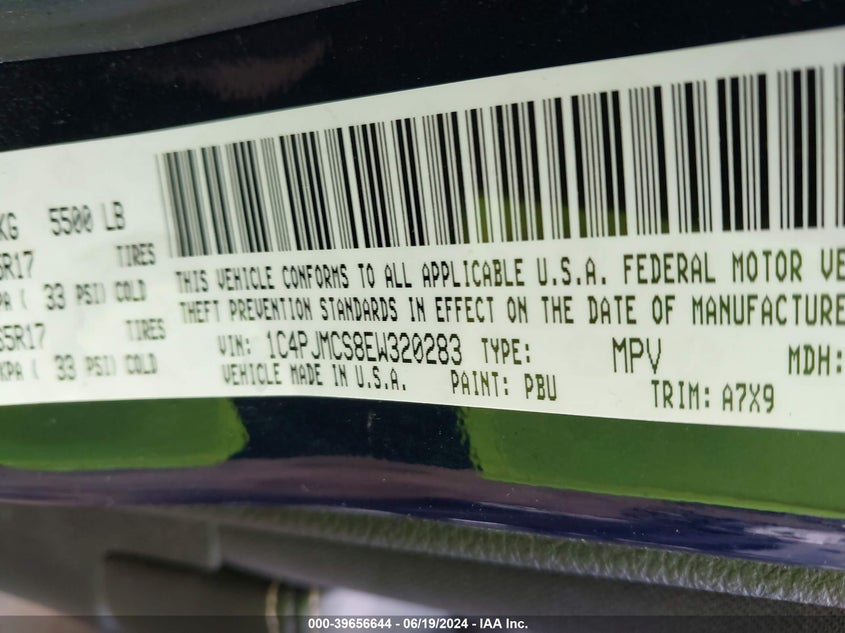 KG 5500 LB
5R17 TIRES
KPA ( 33 PSI) COLD
65R17 TIRES
KPA ( 33 PSI) COLD
THIS VEHICLE CONFORMS TO ALL APPLICABLE U.S.A. FEDERAL MOTOR VE
THEFT PREVENTION STANDARDS IN EFFECT ON THE DATE OF MANUFACTURE
VIN: 1C4PJMCS8EW320283 TYPE: MPV MDH:
VEHICLE MADE IN U.S.A. PAINT: PBU TRIM: A7X9
000-39656644 - 06/19/2024 - IAA Inc.